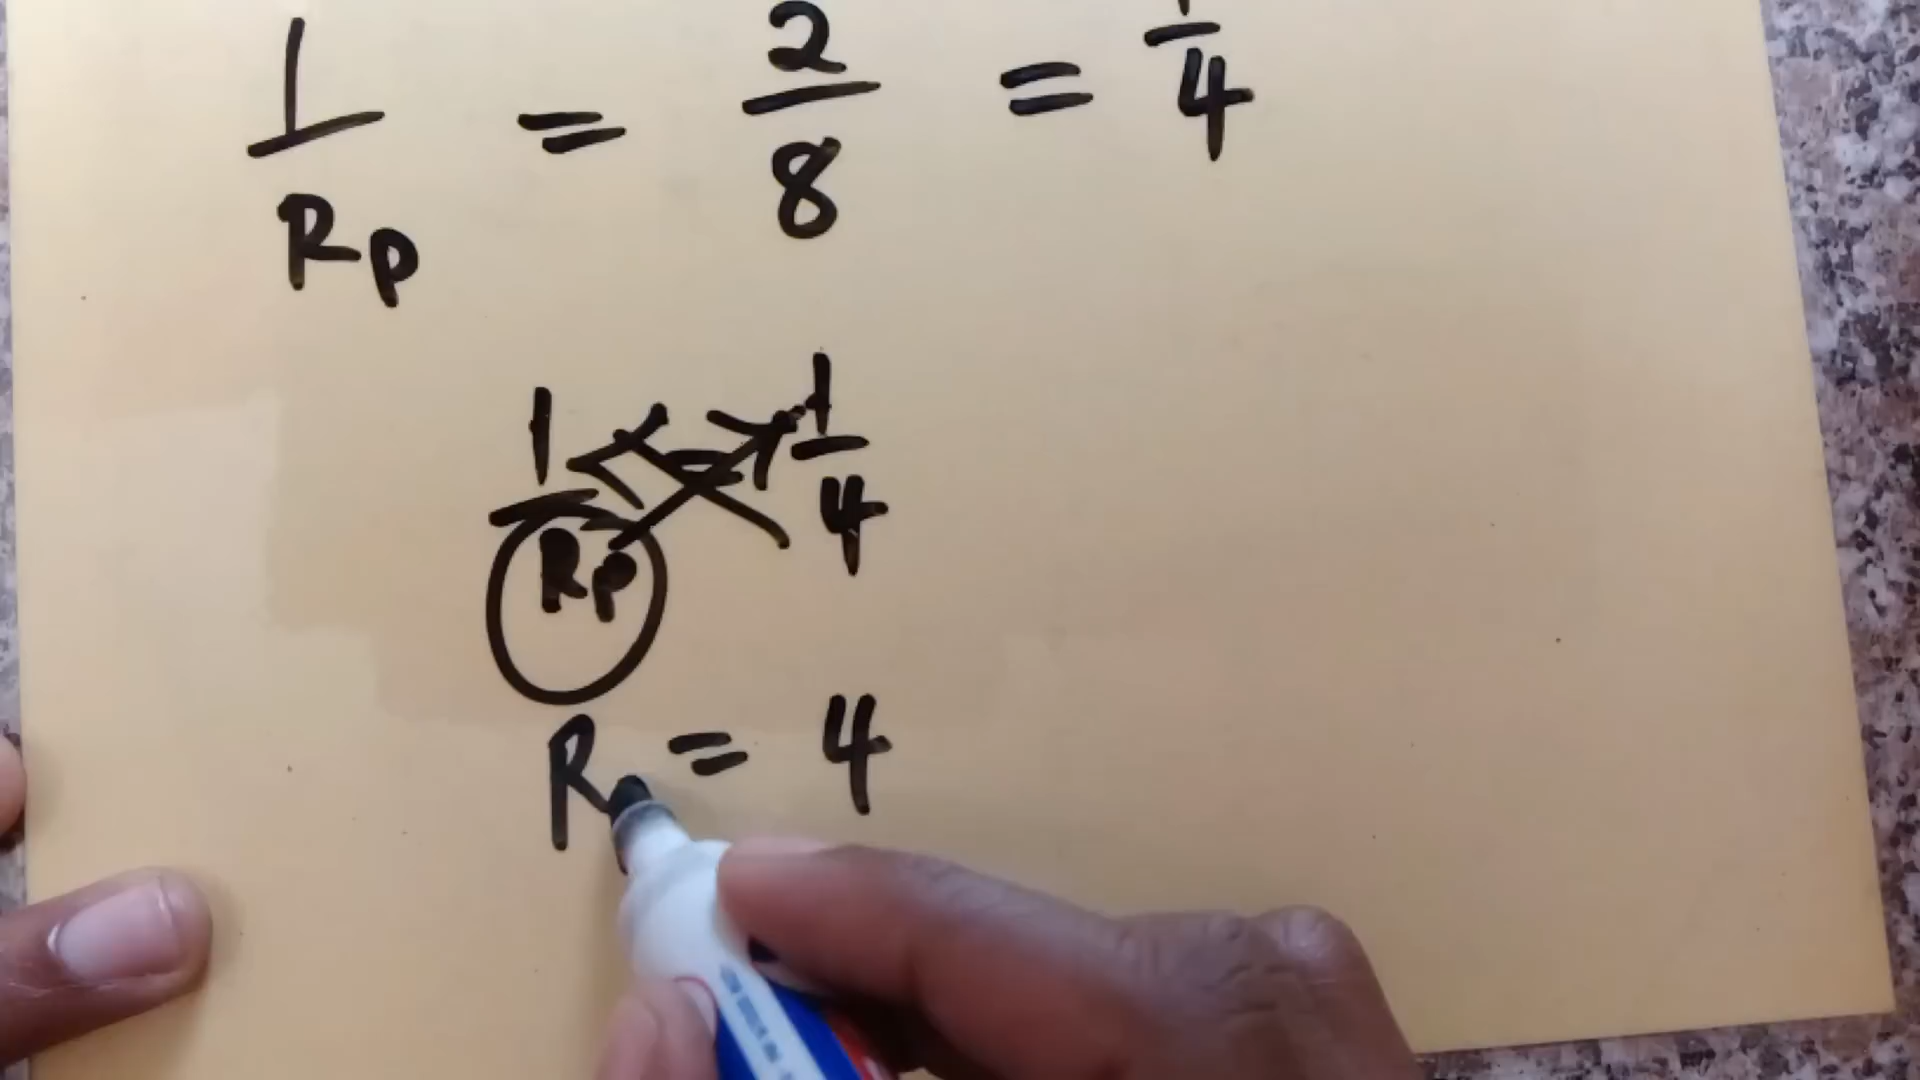 1/Rp = 2/8 = 1/4
1/Rp = 1/4
R = 4